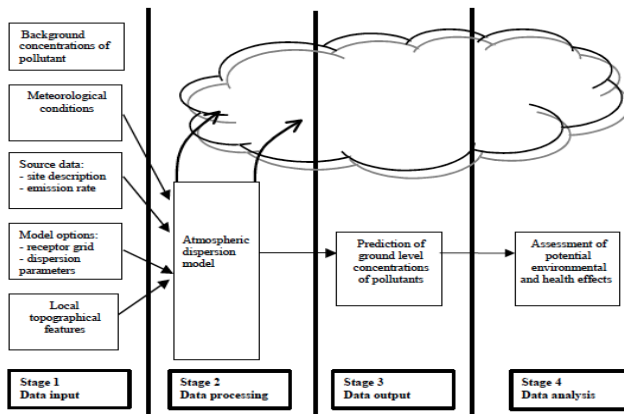 Background
concentrations of
pollutant
Meteorological
conditions
Source data:
- site description
- emission rate
Model options:
- receptor grid
- dispersion
parameters
Local
topographical
features
Atmospheric
dispersion
model
Prediction of
ground level
concentrations
of pollutants
Assessment of
potential
environmental
and health effects
Stage 1
Data input
Stage 2
Data processing
Stage 3
Data output
Stage 4
Data analysis